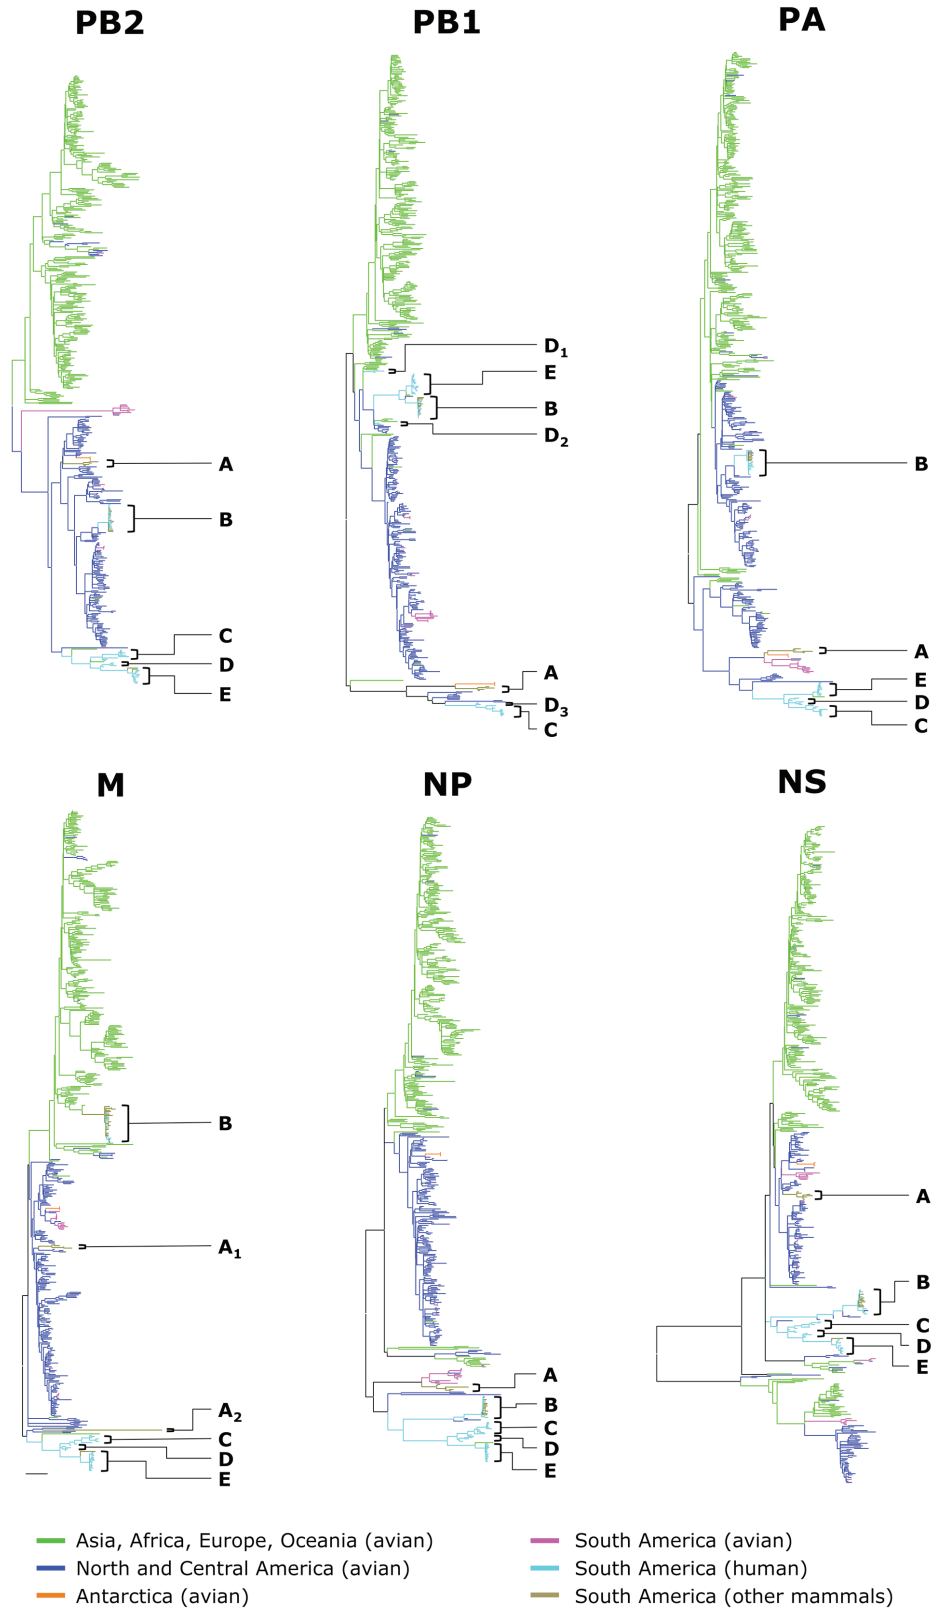 PB2
PB1
PA
D1
E
B
D2
A
B
C
D
E
A
D3
C
B
A
E
D
C
M
NP
NS
B
A1
A2
C
D
E
A
B
C
D
E
A
B
C
D
E
Asia, Africa, Europe, Oceania (avian)
North and Central America (avian)
Antarctica (avian)
South America (avian)
South America (human)
South America (other mammals)